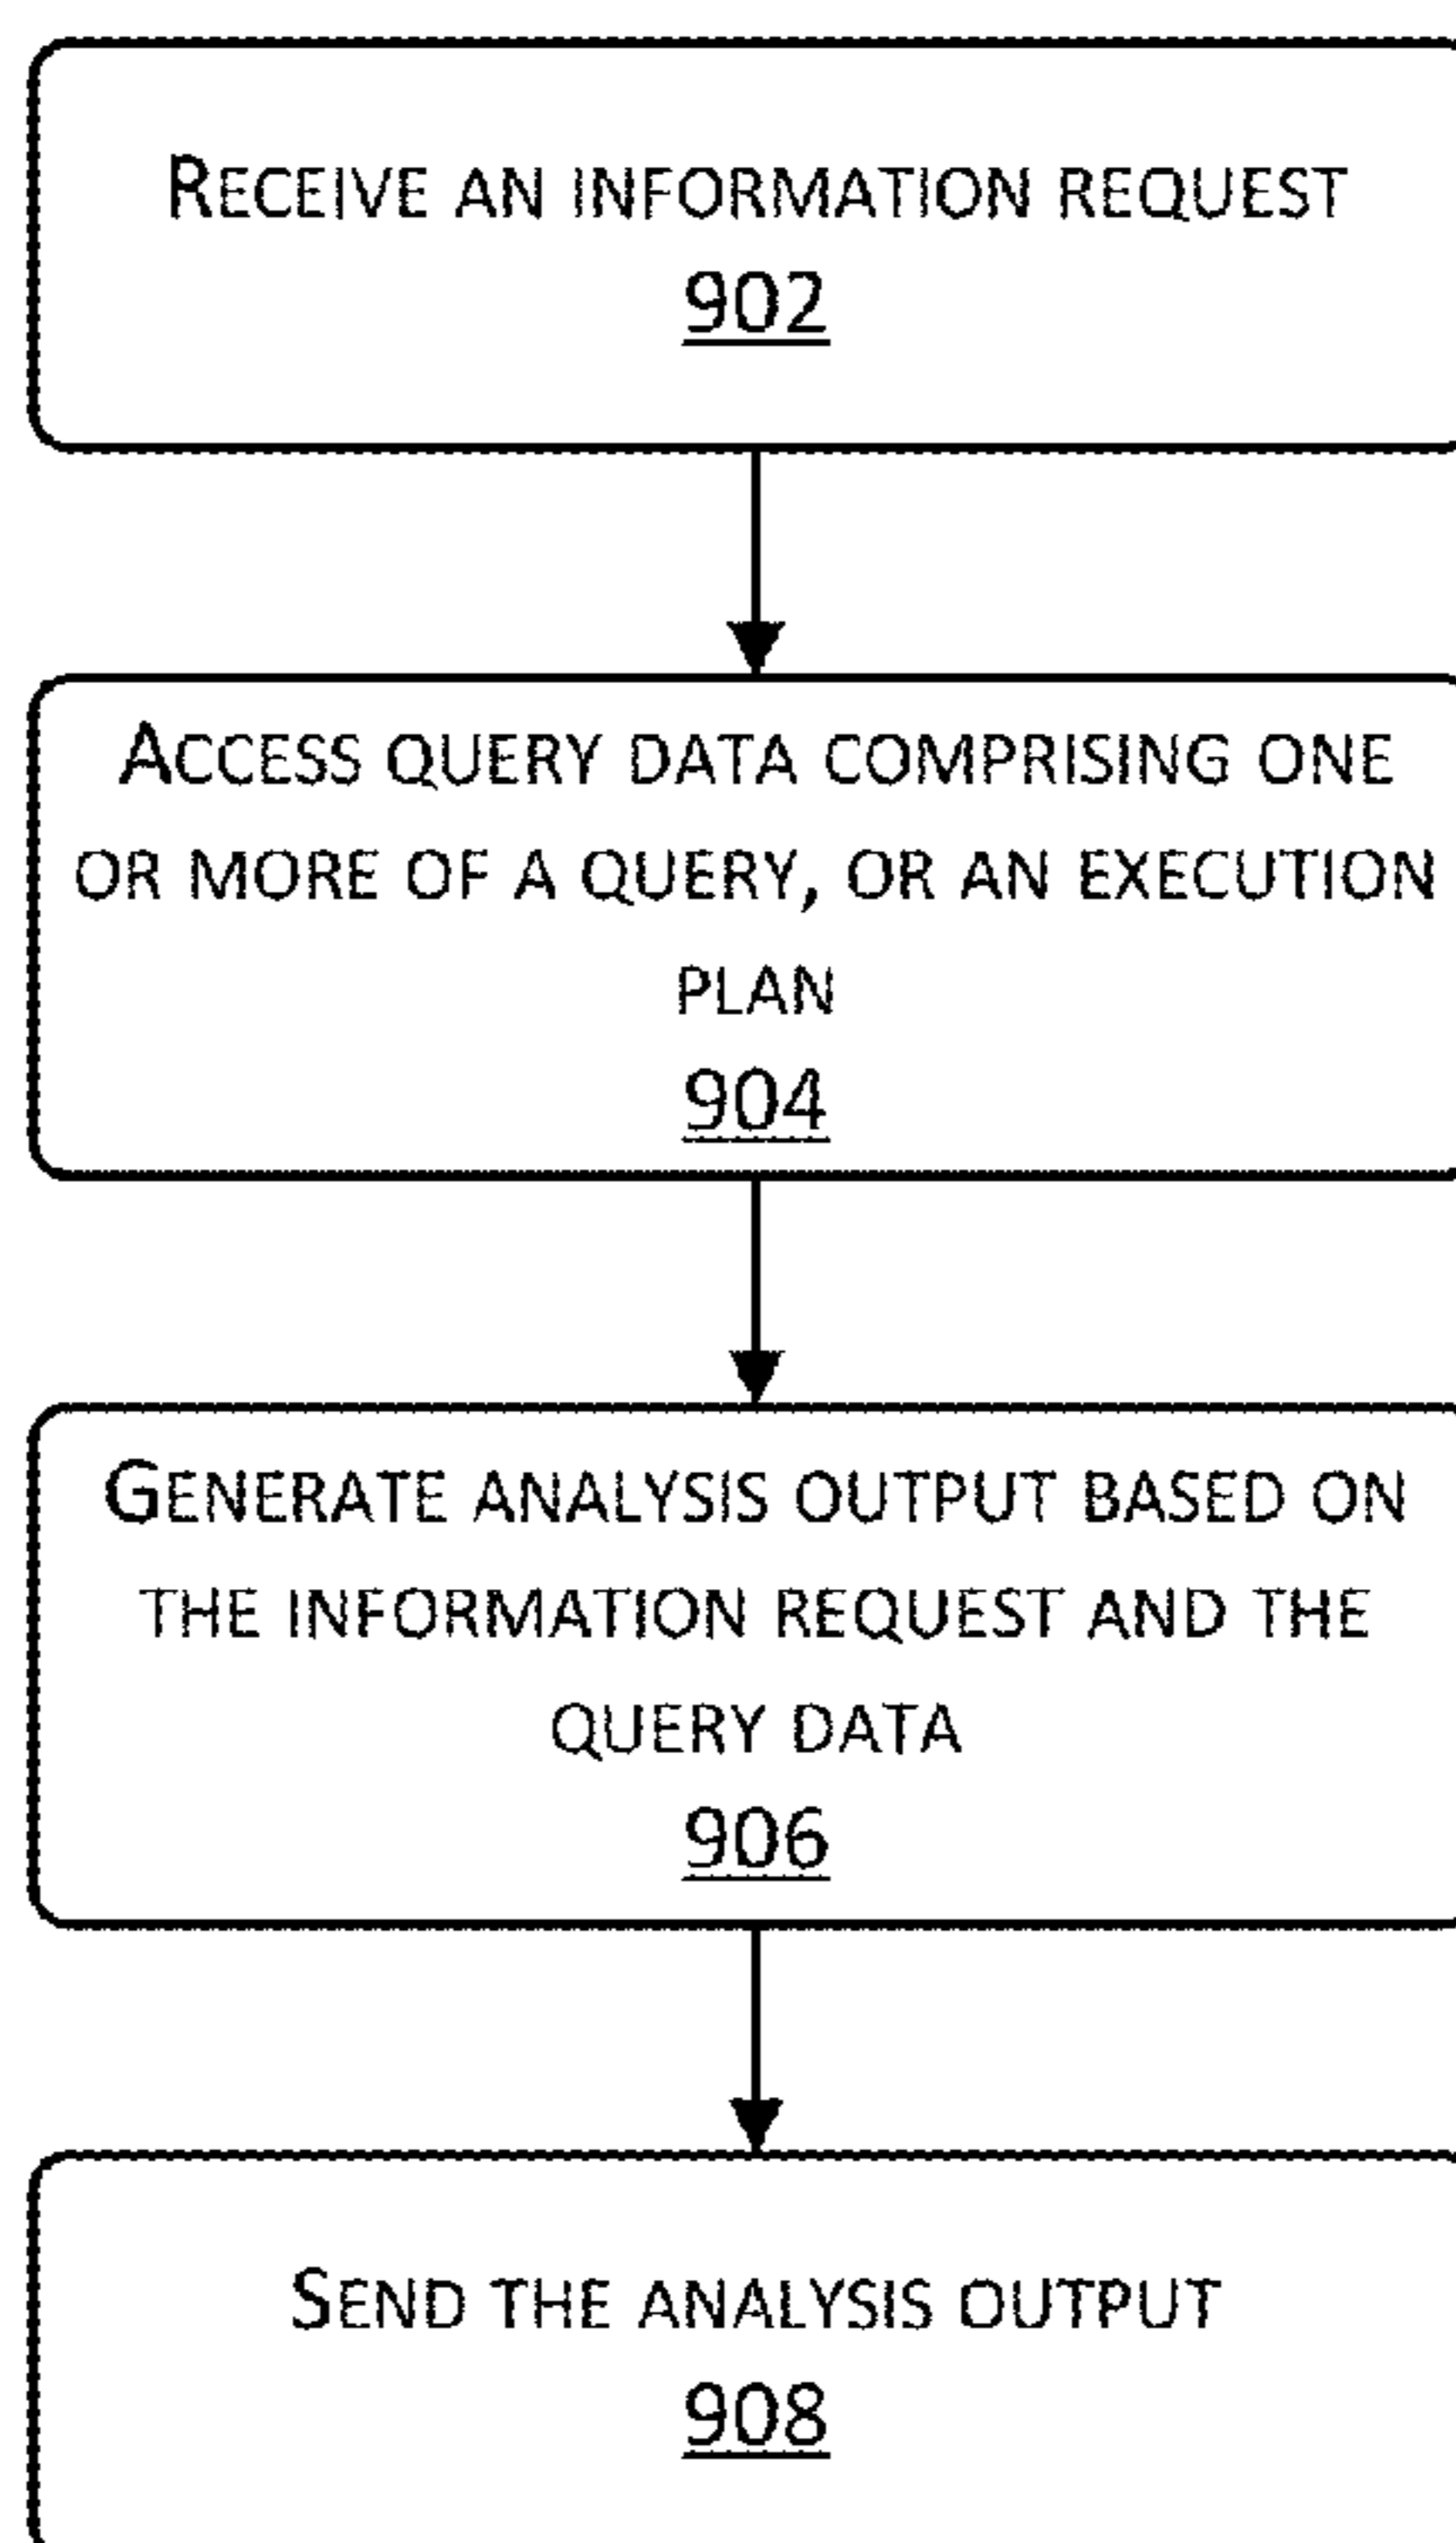 RECEIVE AN INFORMATION REQUEST
902
ACCESS QUERY DATA COMPRISING ONE
OR MORE OF A QUERY, OR AN EXECUTION
PLAN
904
GENERATE ANALYSIS OUTPUT BASED ON
THE INFORMATION REQUEST AND THE
QUERY DATA
906
SEND THE ANALYSIS OUTPUT
908